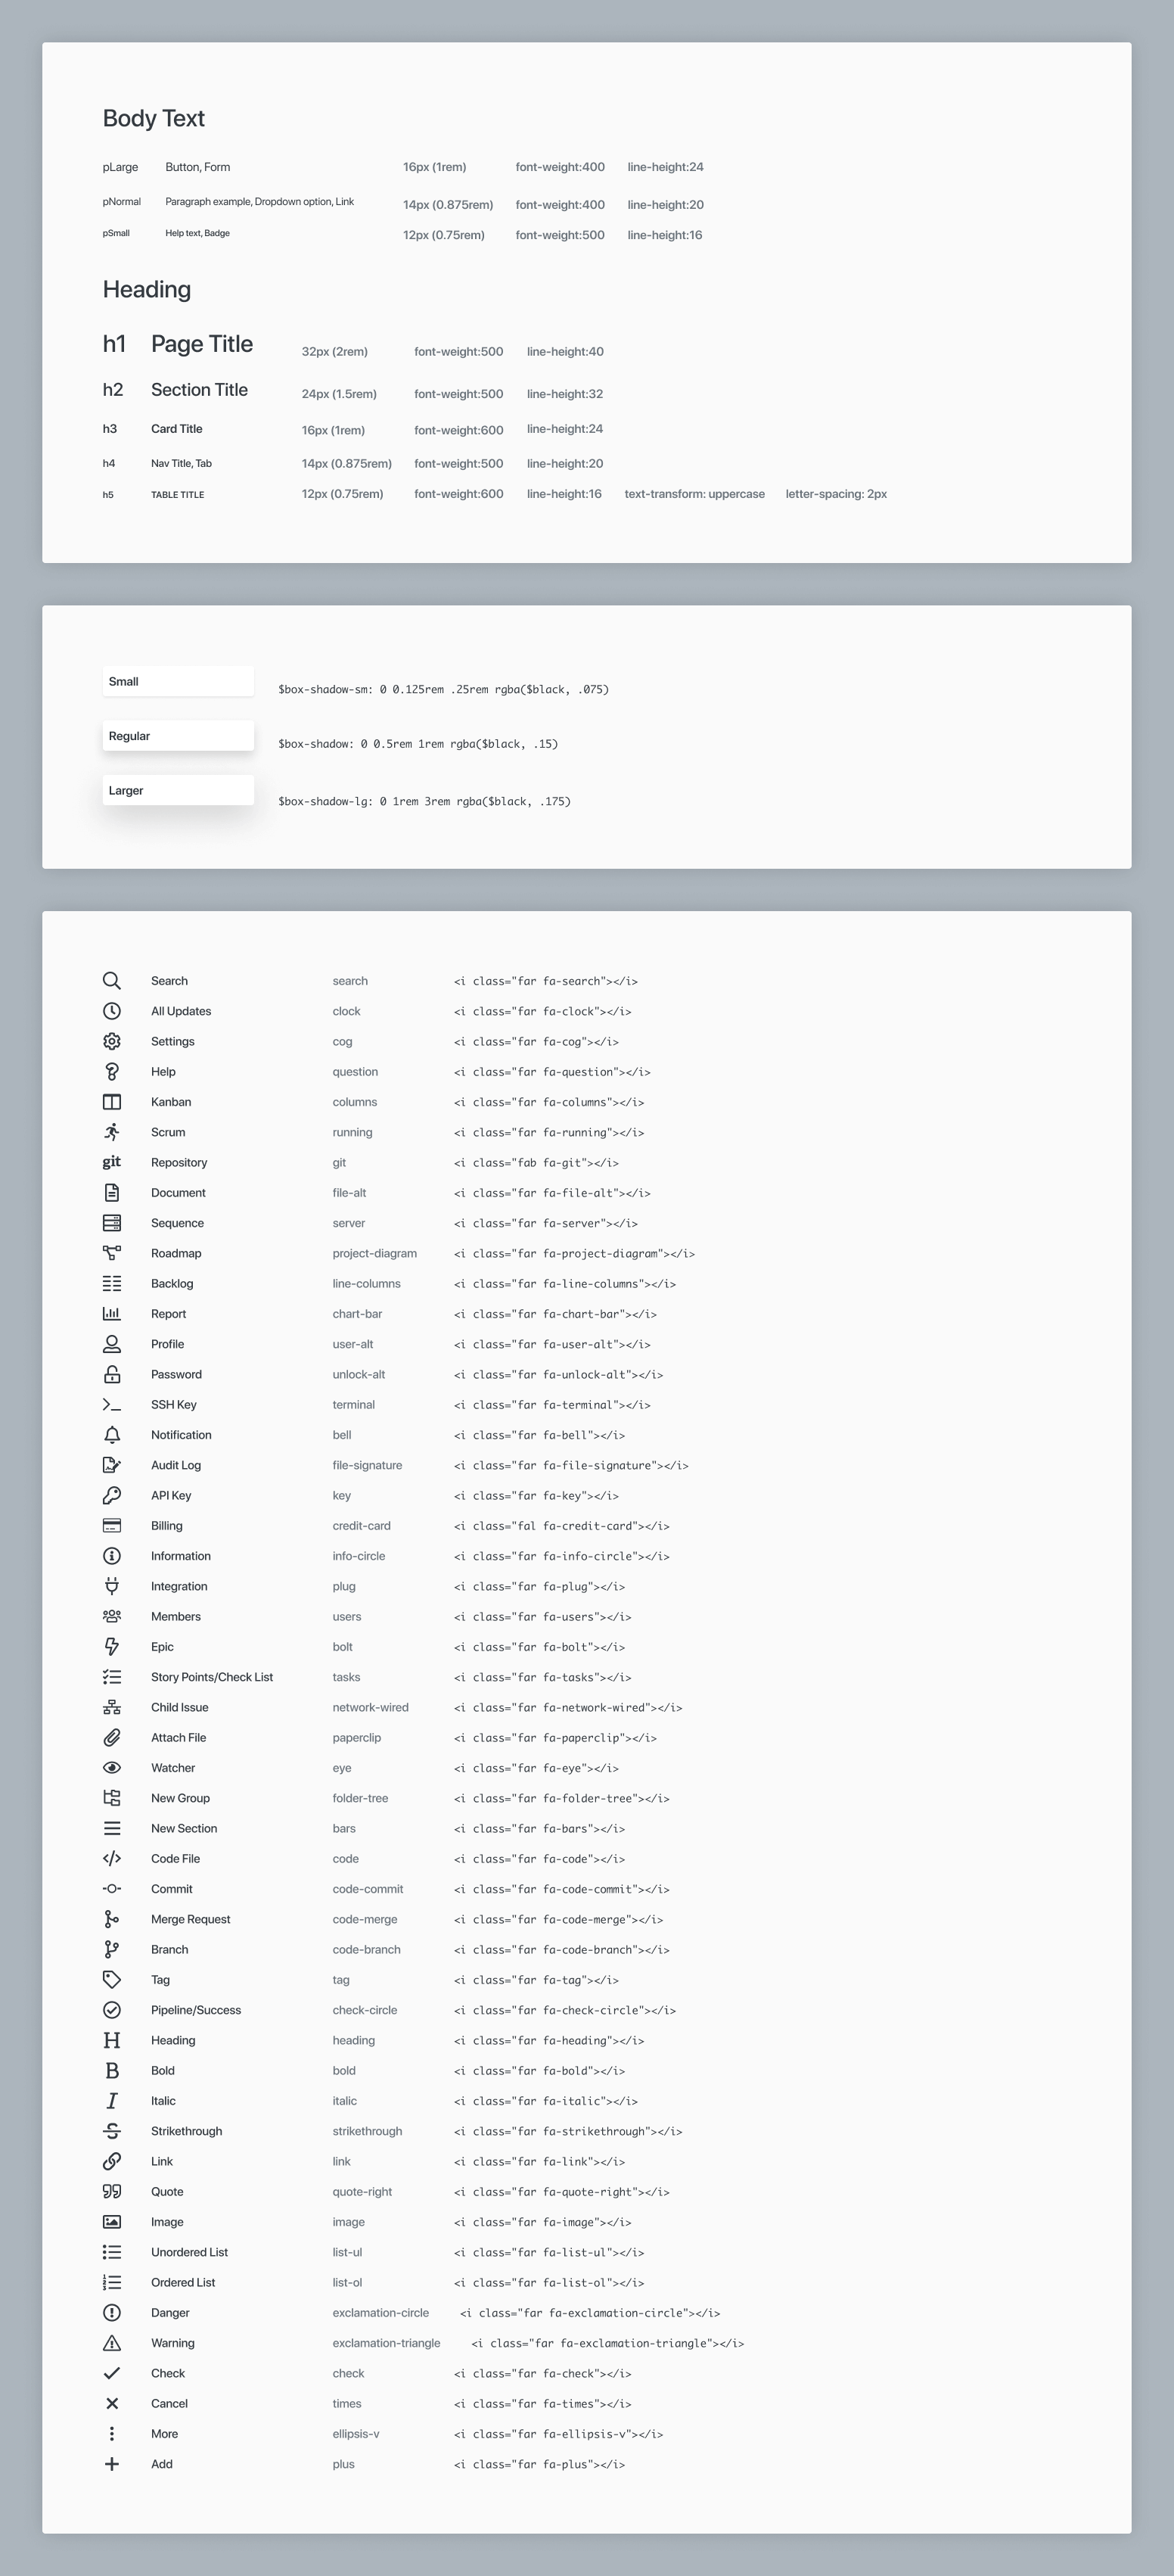 Body Text
pLarge Button, Form 16px (1rem) font-weight:400 line-height:24
pNormal Paragraph example, Dropdown option, Link 14px (0.875rem) font-weight:400 line-height:20
pSmall Help text, Badge 12px (0.75rem) font-weight:500 line-height:16
Heading
h1 Page Title 32px (2rem) font-weight:500 line-height:40
h2 Section Title 24px (1.5rem) font-weight:500 line-height:32
h3 Card Title 16px (1rem) font-weight:600 line-height:24
h4 Nav Title, Tab 14px (0.875rem) font-weight:500 line-height:20
h5 TABLE TITLE 12px (0.75rem) font-weight:600 line-height:16 text-transform: uppercase letter-spacing: 2px
Small $box-shadow-sm: 0 0.125rem .25rem rgba($black, .075)
Regular $box-shadow: 0 0.5rem 1rem rgba($black, .15)
Larger $box-shadow-lg: 0 1rem 3rem rgba($black, .175)
Search search <i class="far fa-search"></i>
All Updates clock <i class="far fa-clock"></i>
Settings cog <i class="far fa-cog"></i>
Help question <i class="far fa-question"></i>
Kanban columns <i class="far fa-columns"></i>
Scrum running <i class="far fa-running"></i>
git Repository git <i class="fab fa-git"></i>
Document file-alt <i class="far fa-file-alt"></i>
Sequence server <i class="far fa-server"></i>
Roadmap project-diagram <i class="far fa-project-diagram"></i>
Backlog line-columns <i class="far fa-line-columns"></i>
Report chart-bar <i class="far fa-chart-bar"></i>
Profile user-alt <i class="far fa-user-alt"></i>
Password unlock-alt <i class="far fa-unlock-alt"></i>
SSH Key terminal <i class="far fa-terminal"></i>
Notification bell <i class="far fa-bell"></i>
Audit Log file-signature <i class="far fa-file-signature"></i>
API Key key <i class="far fa-key"></i>
Billing credit-card <i class="fal fa-credit-card"></i>
Information info-circle <i class="far fa-info-circle"></i>
Integration plug <i class="far fa-plug"></i>
Members users <i class="far fa-users"></i>
Epic bolt <i class="far fa-bolt"></i>
Story Points/Check List tasks <i class="far fa-tasks"></i>
Child Issue network-wired <i class="far fa-network-wired"></i>
Attach File paperclip <i class="far fa-paperclip"></i>
Watcher eye <i class="far fa-eye"></i>
New Group folder-tree <i class="far fa-folder-tree"></i>
New Section bars <i class="far fa-bars"></i>
Code File code <i class="far fa-code"></i>
Commit code-commit <i class="far fa-code-commit"></i>
Merge Request code-merge <i class="far fa-code-merge"></i>
Branch code-branch <i class="far fa-code-branch"></i>
Tag tag <i class="far fa-tag"></i>
Pipeline/Success check-circle <i class="far fa-check-circle"></i>
H Heading heading <i class="far fa-heading"></i>
B Bold bold <i class="far fa-bold"></i>
I Italic italic <i class="far fa-italic"></i>
S Strikethrough strikethrough <i class="far fa-strikethrough"></i>
Link link <i class="far fa-link"></i>
Quote quote-right <i class="far fa-quote-right"></i>
Image image <i class="far fa-image"></i>
Unordered List list-ul <i class="far fa-list-ul"></i>
Ordered List list-ol <i class="far fa-list-ol"></i>
Danger exclamation-circle <i class="far fa-exclamation-circle"></i>
Warning exclamation-triangle <i class="far fa-exclamation-triangle"></i>
Check check <i class="far fa-check"></i>
Cancel times <i class="far fa-times"></i>
More ellipsis-v <i class="far fa-ellipsis-v"></i>
Add plus <i class="far fa-plus"></i>